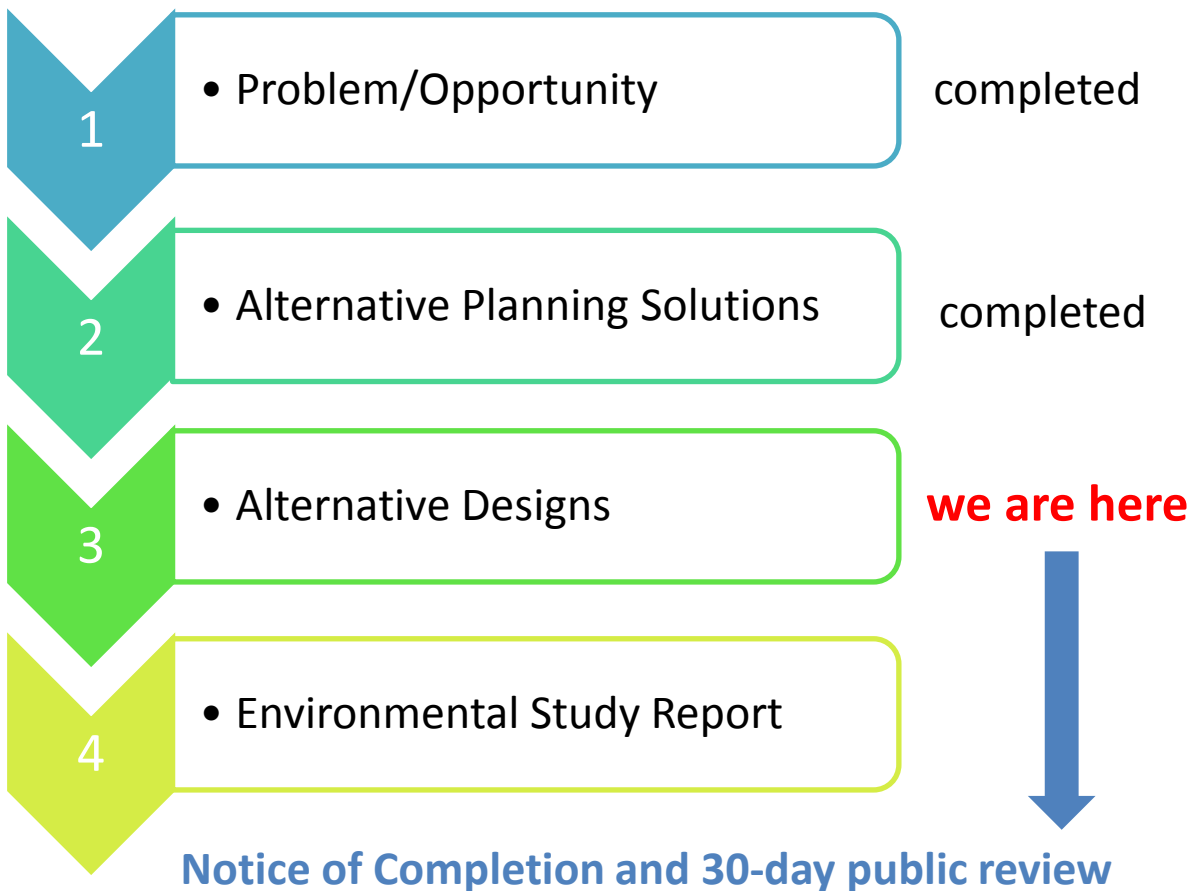 1
• Problem/Opportunity
completed
2
• Alternative Planning Solutions
completed
3
• Alternative Designs
we are here
4
• Environmental Study Report
Notice of Completion and 30-day public review